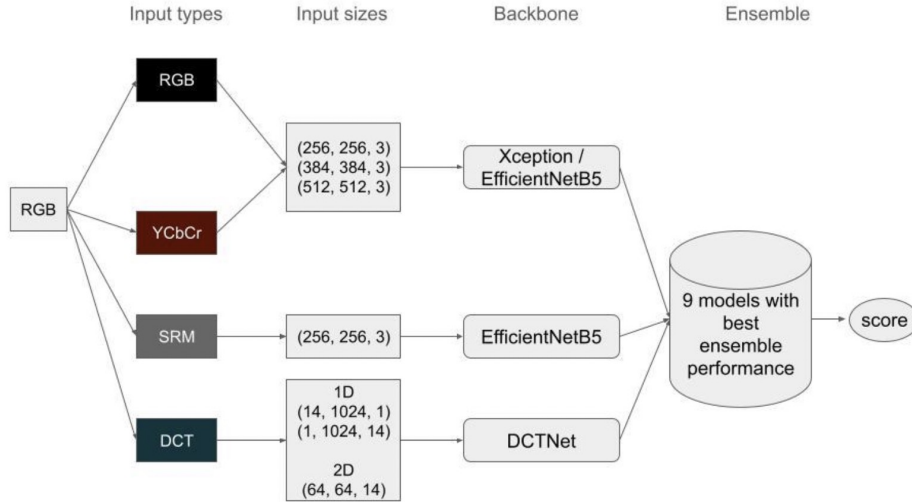 Input types
Input sizes
Backbone
Ensemble
RGB
RGB
YCbCr
SRM
DCT
(256, 256, 3)
(384, 384, 3)
(512, 512, 3)
(256, 256, 3)
1D
(14, 1024, 1)
(1, 1024, 14)
2D
(64, 64, 14)
Xception /
EfficientNetB5
EfficientNetB5
DCTNet
9 models with
best
ensemble
performance
score